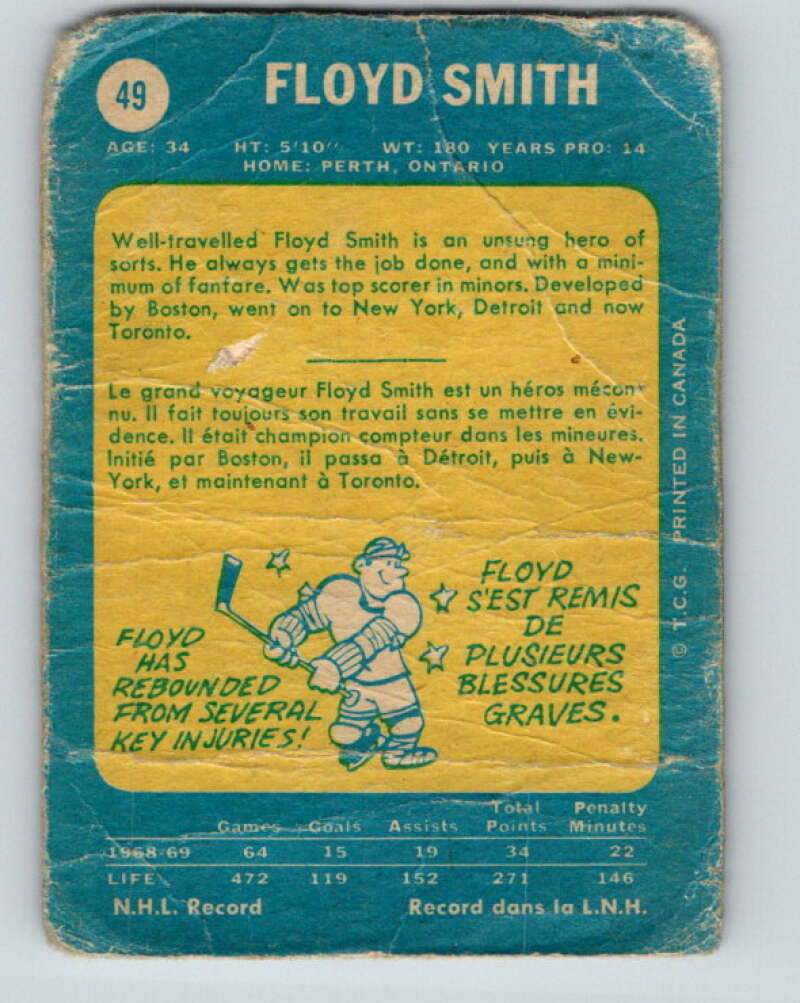 49
FLOYD SMITH
AGE: 34 HT: 5'10'' WT: 180 YEARS PRO: 14
HOME: PERTH, ONTARIO
Well-travelled Floyd Smith is an unsung hero of
sorts. He always gets the job done, and with a mini-
mum of fanfare. Was top scorer in minors. Developed
by Boston, went on to New York, Detroit and now
Toronto.
Le grand voyageur Floyd Smith est un héros mécon-
nu. Il fait toujours son travail sans se mettre en évi-
dence. Il était champion compteur dans les mineures.
Initié par Boston, il passa à Détroit, puis à New-
York, et maintenant à Toronto.
FLOYD
HAS
REBOUNDED
FROM SEVERAL
KEY INJURIES!
FLOYD
S'EST REMIS
DE
PLUSIEURS
BLESSURES
GRAVES.
© T.C.G. PRINTED IN CANADA
Total Penalty
Games Goals Assists Points Minutes
1968-69 64 15 19 34 22
LIFE 472 119 152 271 146
N.H.L. Record Record dans la L.N.H.